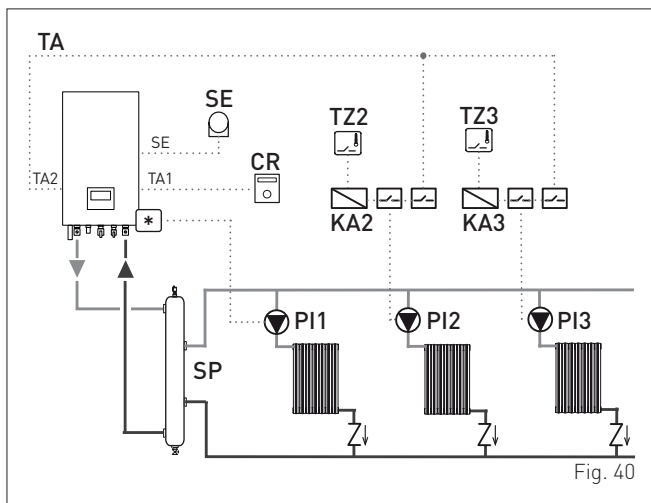 TA
SE
TZ2
TZ3
SE
CR
TA2
TA1
KA2
KA3
*
PI1
PI2
PI3
SP
Fig. 40